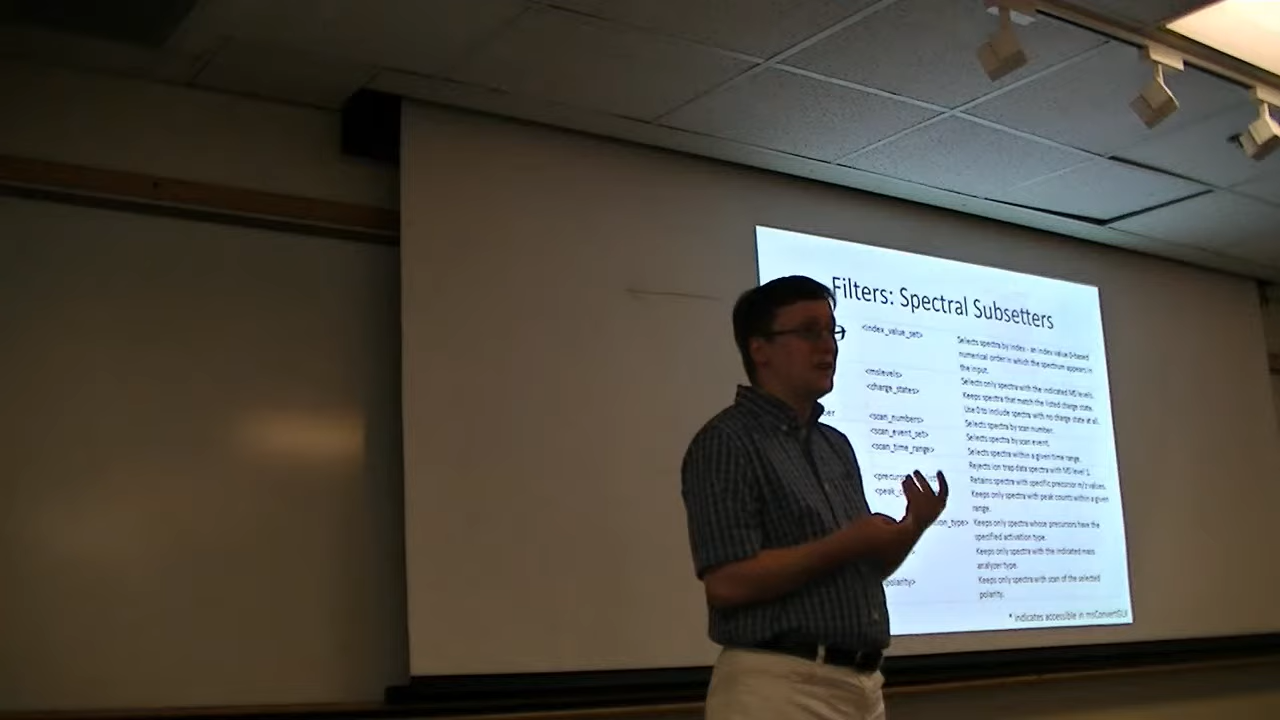 Filters: Spectral Subsetters
<index_value_set>
Selects spectra by index - an index value 0-based
numerical order in which the spectrum appears in
the input.
<mslevels>
Selects only spectra with the indicated MS levels.
<charge_states>
Keeps spectra that match the listed charge state.
Use 0 to include spectra with no charge state at all.
<scan_numbers>
Selects spectra by scan number.
<scan_event_set>
Selects spectra by scan event.
<scan_time_range>
Selects spectra within a given time range.
Rejects ion trap data spectra with MS level 1.
Retains spectra with specific precursor m/z values.
Keeps only spectra with peak counts within a given
range.
Keeps only spectra whose precursors have the
specified activation type.
Keeps only spectra with the indicated mass
analyzer type.
polarity>
Keeps only spectra with scan of the selected
polarity.
* indicates accessible in msConvertGUI